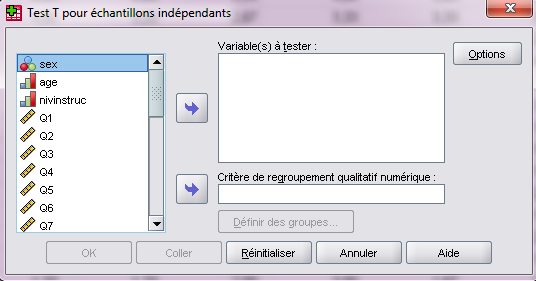 Test T pour échantillons indépendants
Variable(s) à tester :
Options
sex
age
nivinstruc
Q1
Q2
Q3
Q4
Q5
Q6
Q7
Critère de regroupement qualitatif numérique :
Définir des groupes...
OK
Coller
Réinitialiser
Annuler
Aide